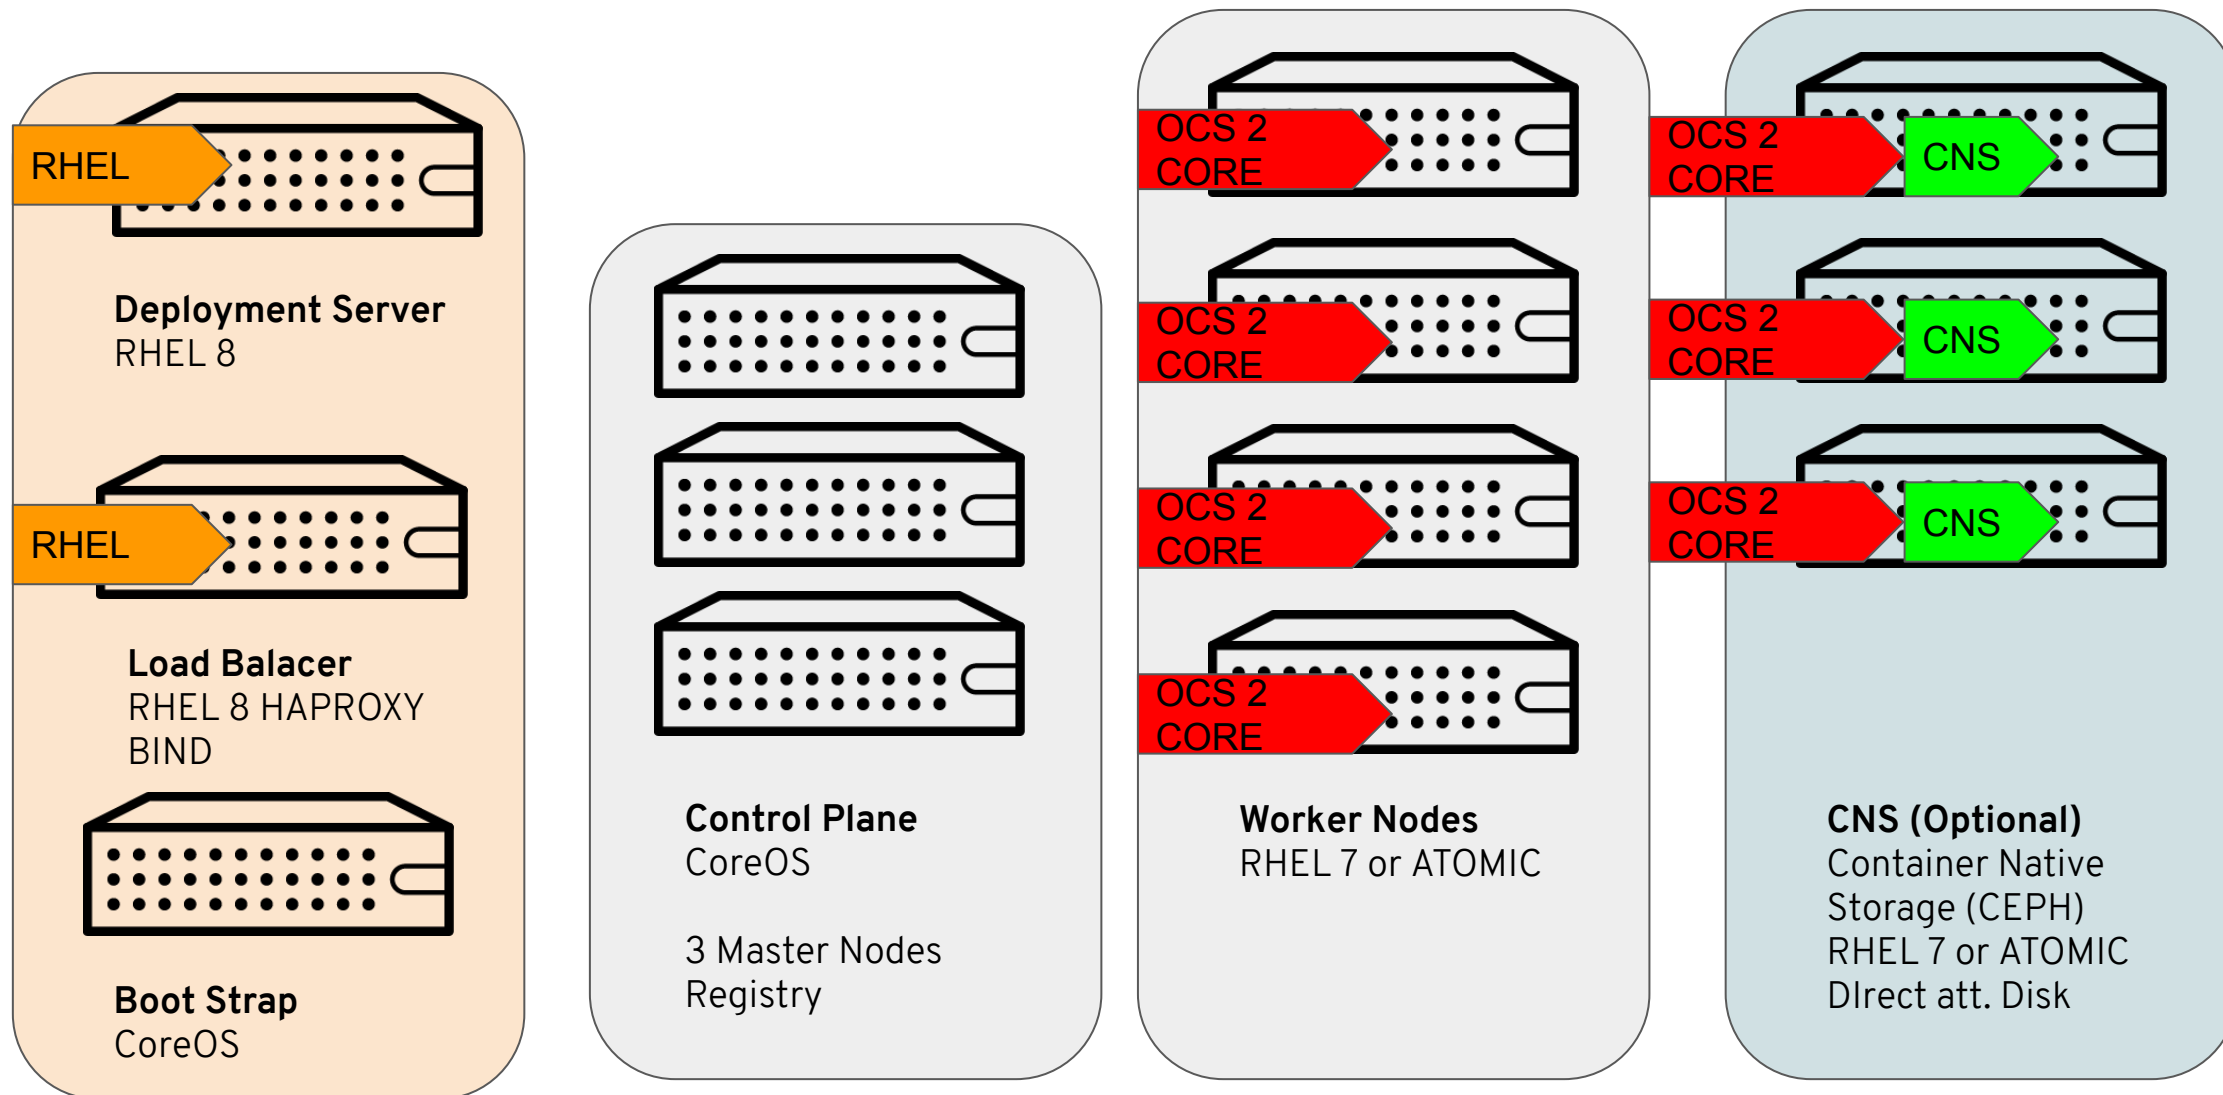 RHEL
Deployment Server
RHEL 8
RHEL
Load Balacer
RHEL 8 HAPROXY
BIND
Boot Strap
CoreOS
Control Plane
CoreOS
3 Master Nodes
Registry
OCS 2
CORE
OCS 2
CORE
OCS 2
CORE
OCS 2
CORE
Worker Nodes
RHEL 7 or ATOMIC
OCS 2
CORE
CNS
OCS 2
CORE
CNS
OCS 2
CORE
CNS
CNS (Optional)
Container Native
Storage (CEPH)
RHEL 7 or ATOMIC
DIrect att. Disk